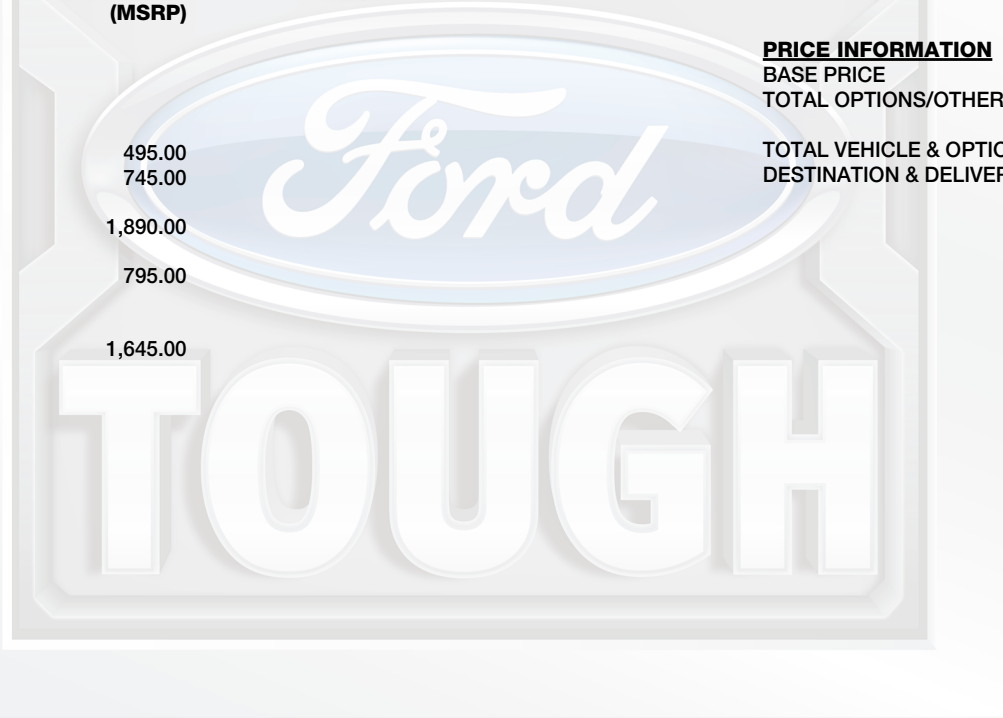 (MSRP)
495.00
745.00
1,890.00
795.00
1,645.00
PRICE INFORMATION
BASE PRICE
TOTAL OPTIONS/OTHER
TOTAL VEHICLE & OPTIO
DESTINATION & DELIVER
Ford
TOUGH